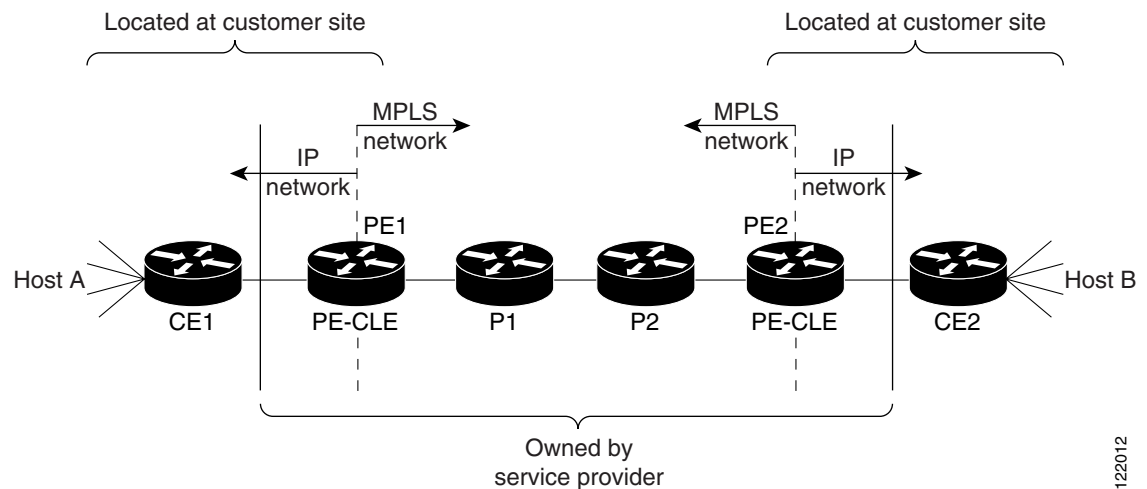 Located at customer site
Located at customer site
MPLS
network
MPLS
network
IP
network
IP
network
PE1
PE2
Host A
Host B
CE1
PE-CLE
P1
P2
PE-CLE
CE2
Owned by
service provider
122012